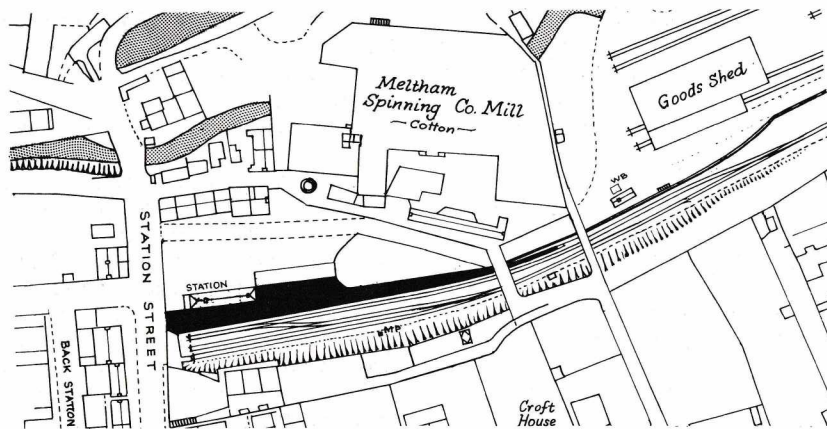 Meltham
Spinning Co. Mill
Cotton
Goods Shed
WB
STATION STREET
STATION
MP
BACK STATION
Croft
House